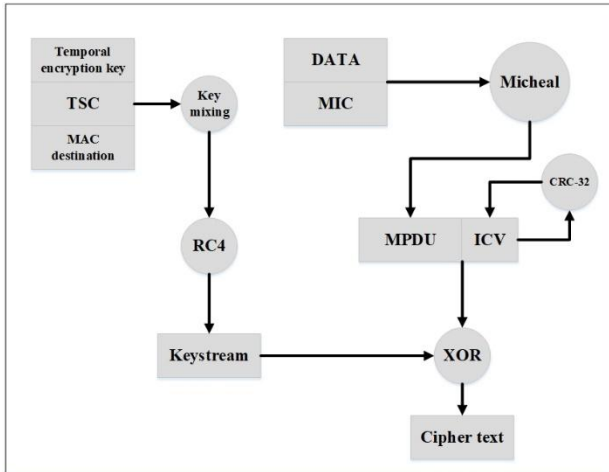 Temporal
encryption key
TSC
MAC
destination
Key
mixing
DATA
MIC
Micheal
CRC-32
RC4
MPDU
ICV
Keystream
XOR
Cipher text